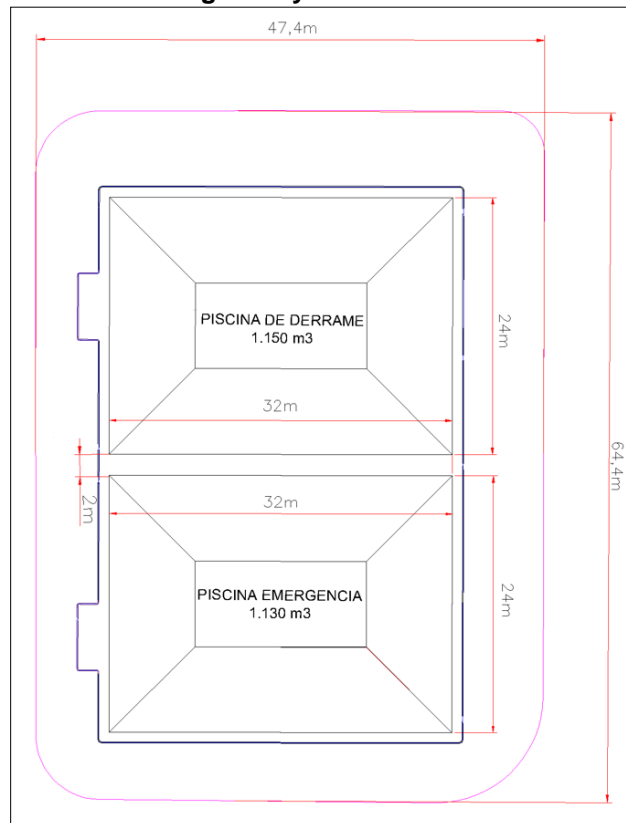 47,4m
PISCINA DE DERRAME
1.150 m3
24m
32m
64,4m
2m
32m
PISCINA EMERGENCIA
1.130 m3
24m